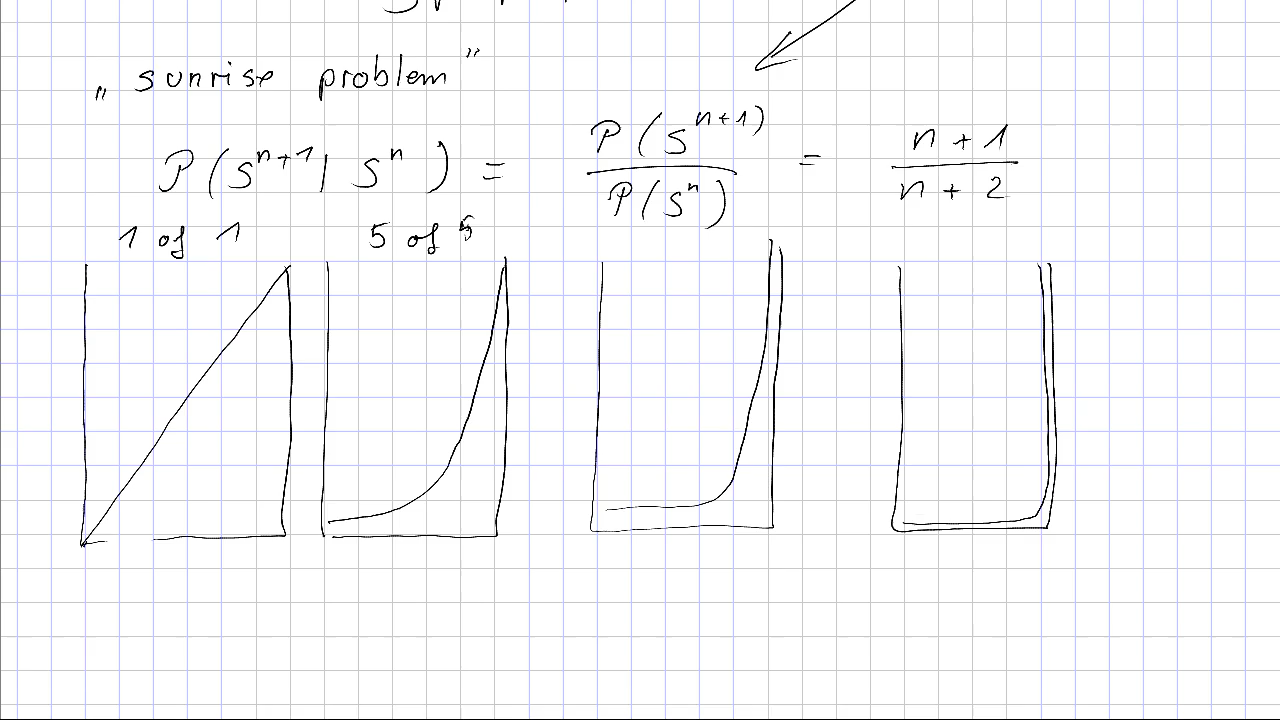 „ sunrise problem ”
P(S^{n+1} | S^n) = P(S^{n+1}) / P(S^n) = n+1 / n+2
1 of 1 5 of 5